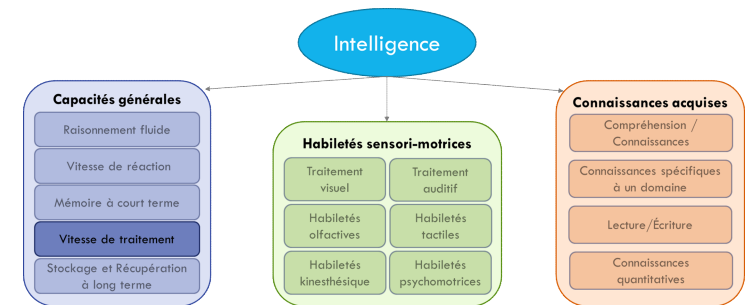 Intelligence
Capacités générales
Raisonnement fluide
Vitesse de réaction
Mémoire à court terme
Vitesse de traitement
Stockage et Récupération
à long terme
Habiletés sensori-motrices
Traitement
visuel
Traitement
auditif
Habiletés
olfactives
Habiletés
tactiles
Habiletés
kinesthésique
Habiletés
psychomotrices
Connaissances acquises
Compréhension /
Connaissances
Connaissances spécifiques
à un domaine
Lecture/Écriture
Connaissances
quantitatives